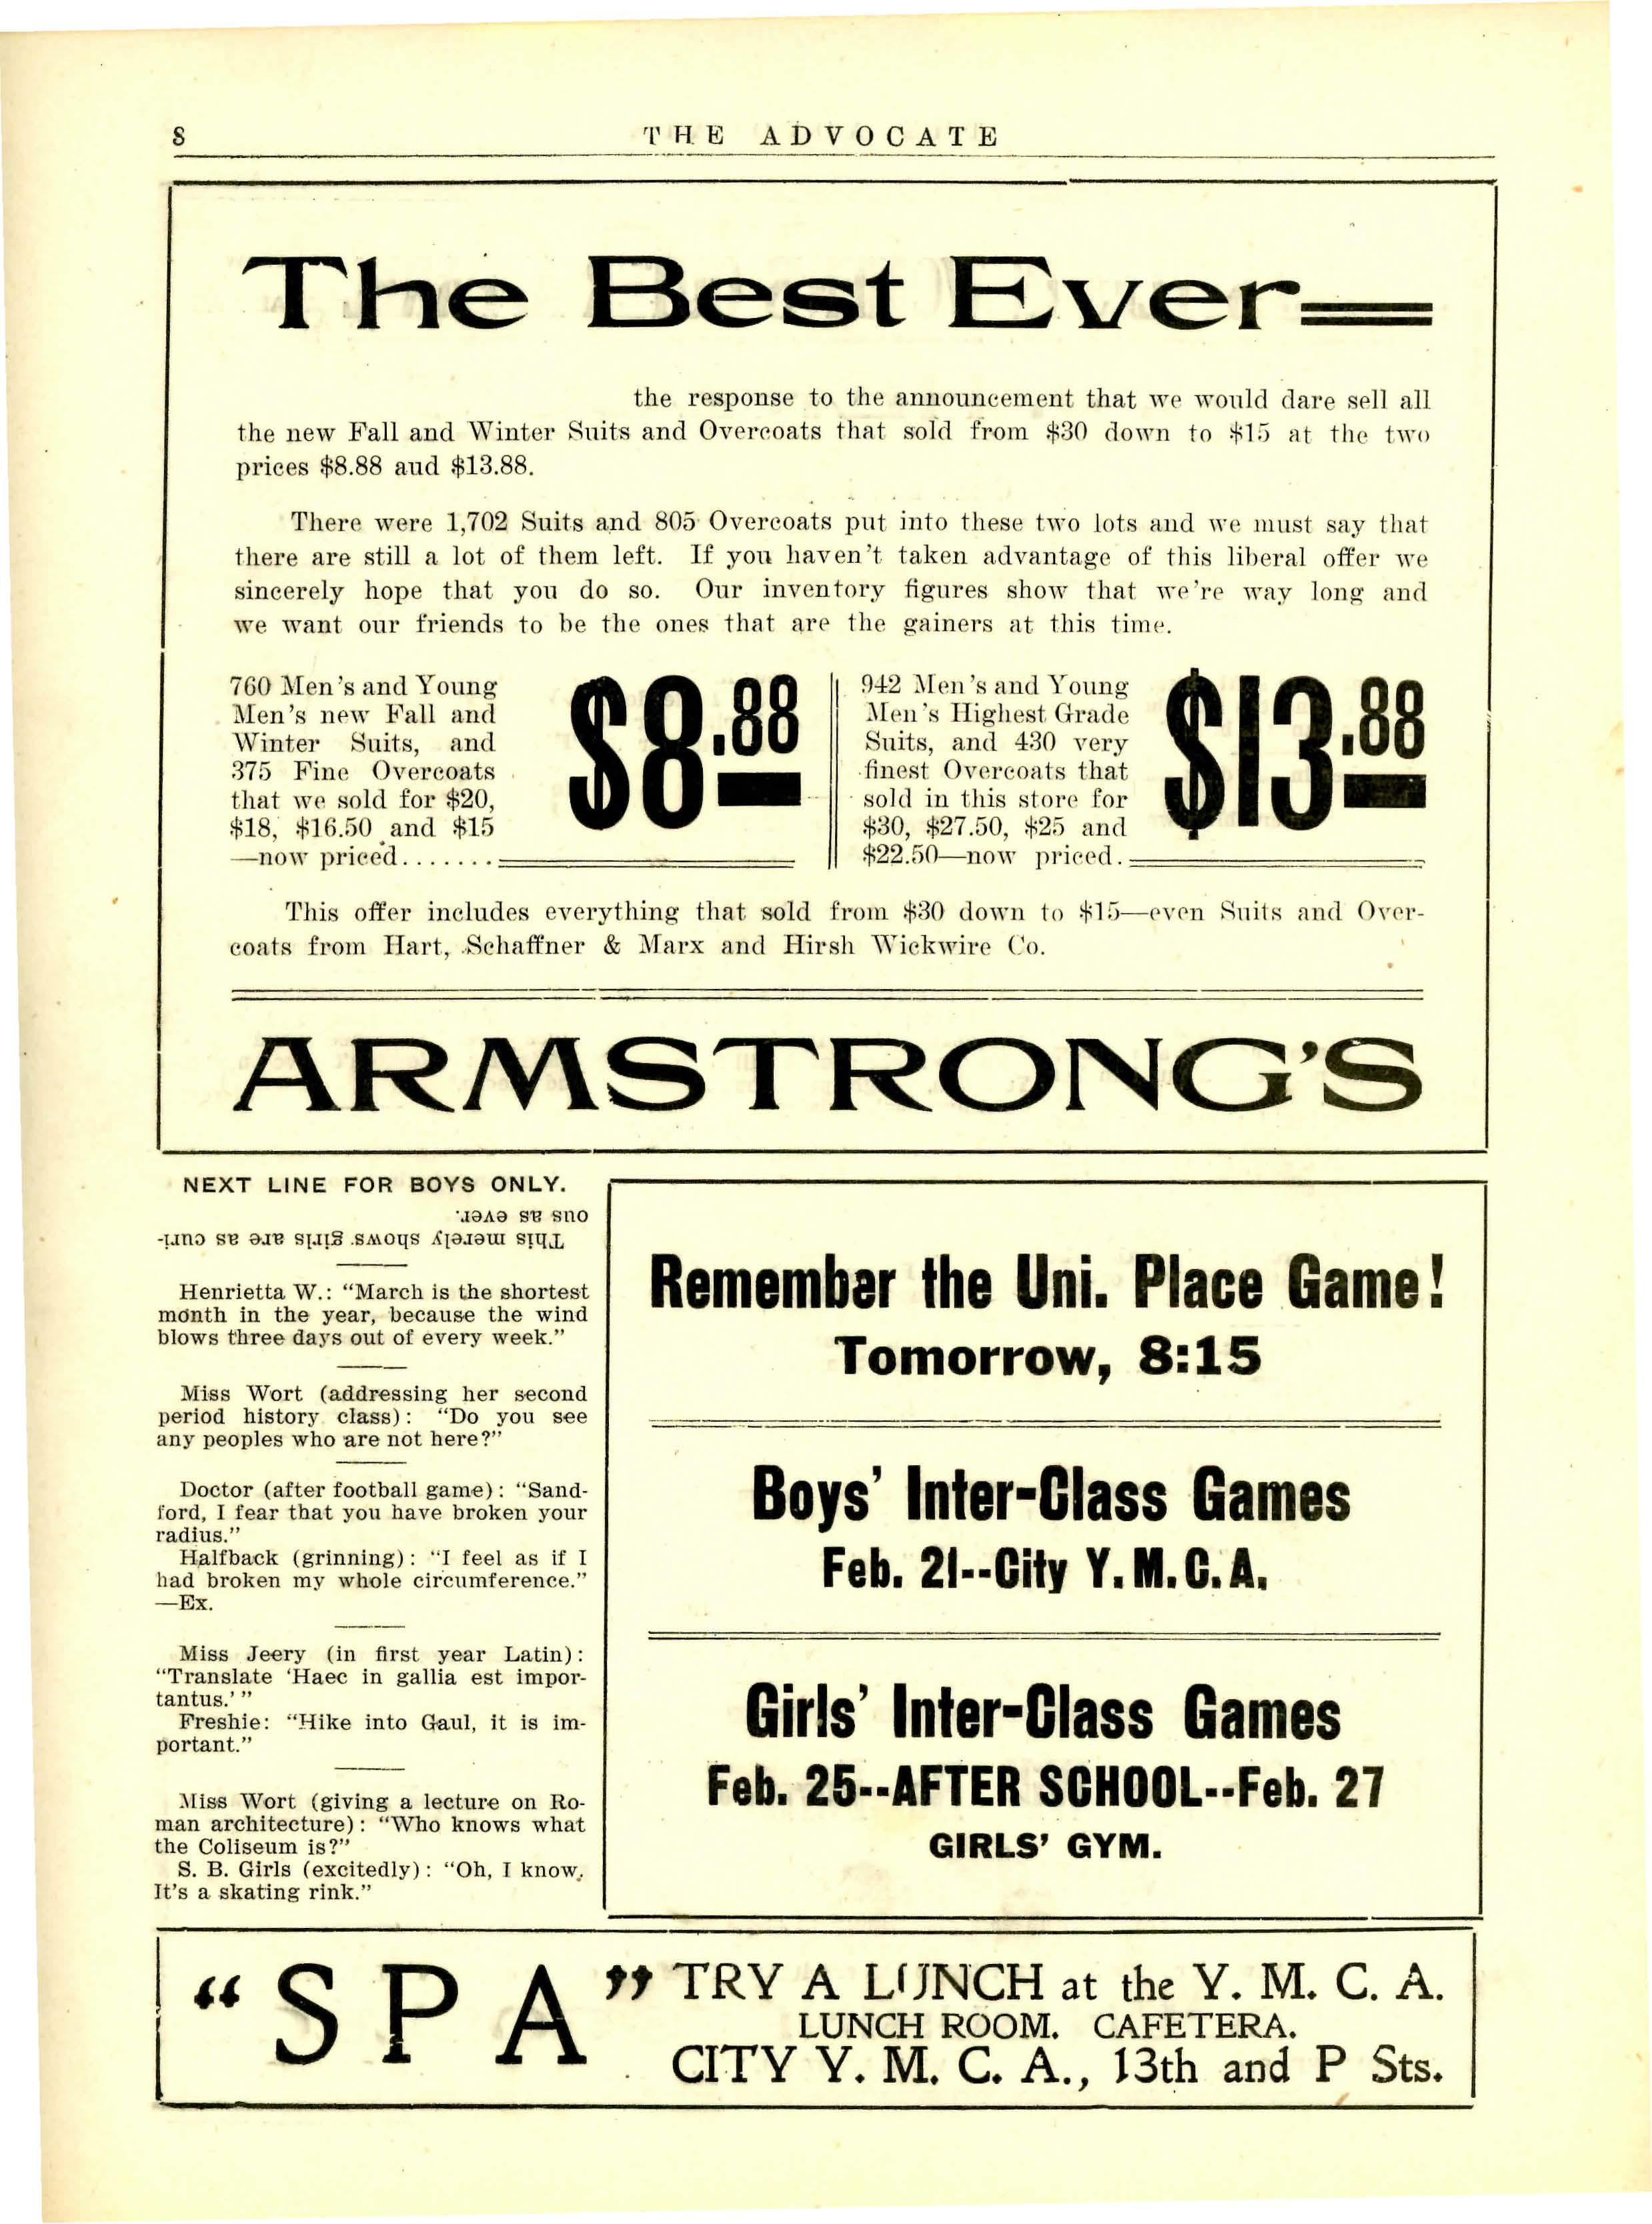 8
THE ADVOCATE
The Best Ever=
the response to the announcement that we would dare sell all
the new Fall and Winter Suits and Overcoats that sold from $30 down to $15 at the two
prices $8.88 aud $13.88.
There were 1,702 Suits and 805 Overcoats put into these two lots and we must say that
there are still a lot of them left. If you haven't taken advantage of this liberal offer we
sincerely hope that you do so. Our inventory figures show that we're way long and
we want our friends to be the ones that are the gainers at this time.
760 Men's and Young
Men's new Fall and
Winter Suits, and
375 Fine Overcoats
that we sold for $20,
$18, $16.50 and $15
—now priced.......
$8.88
942 Men's and Young
Men's Highest Grade
Suits, and 430 very
finest Overcoats that
sold in this store for
$30, $27.50, $25 and
$22.50—now priced.
$13.88
This offer includes everything that sold from $30 down to $15—even Suits and Over-
coats from Hart, Schaffner & Marx and Hirsh Wickwire Co.
ARMSTRONG'S
NEXT LINE FOR BOYS ONLY.
This merely shows girls are as curi-
ous as ever.
Henrietta W.: "March is the shortest
month in the year, because the wind
blows three days out of every week."
Miss Wort (addressing her second
period history class): "Do you see
any peoples who are not here?"
Doctor (after football game): "Sand-
ford, I fear that you have broken your
radius."
Halfback (grinning): "I feel as if I
had broken my whole circumference."
—Ex.
Miss Jeery (in first year Latin):
"Translate 'Haec in gallia est impor-
tantus.'"
Freshie: "Hike into Gaul, it is im-
portant."
Miss Wort (giving a lecture on Ro-
man architecture): "Who knows what
the Coliseum is?"
S. B. Girls (excitedly): "Oh, I know.
It's a skating rink."
Remember the Uni. Place Game!
Tomorrow, 8:15
Boys' Inter-Class Games
Feb. 21--City Y.M.C.A.
Girls' Inter-Class Games
Feb. 25--AFTER SCHOOL--Feb. 27
GIRLS' GYM.
"SPA"
TRY A LUNCH at the Y. M. C. A.
LUNCH ROOM. CAFETERA.
CITY Y. M. C. A., 13th and P Sts.